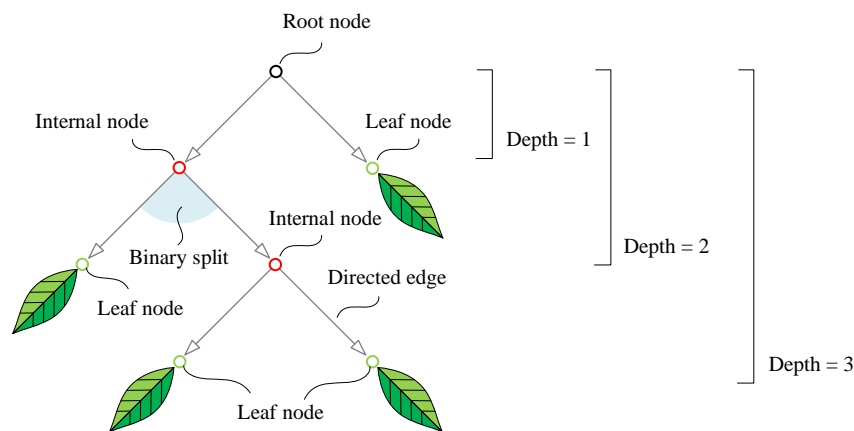 Root node
Internal node
Leaf node
Depth = 1
Internal node
Binary split
Depth = 2
Directed edge
Leaf node
Depth = 3
Leaf node